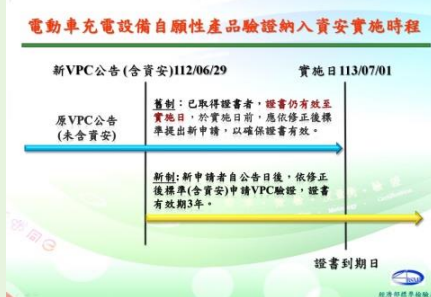 電動車充電設備自願性產品驗證納入資安實施時程
新VPC公告(含資安)112/06/29
實施日113/07/01
原VPC公告
(未含資安)
舊制：已取得證書者，證書仍有效至
實施日，於實施日前，應依修正後標
準提出新申請，以確保證書有效。
新制:新申請者自公告日後，依修正
後標準(含資安)申請VPC驗證，證書
有效期3年。
證書到期日
經濟部標準檢驗